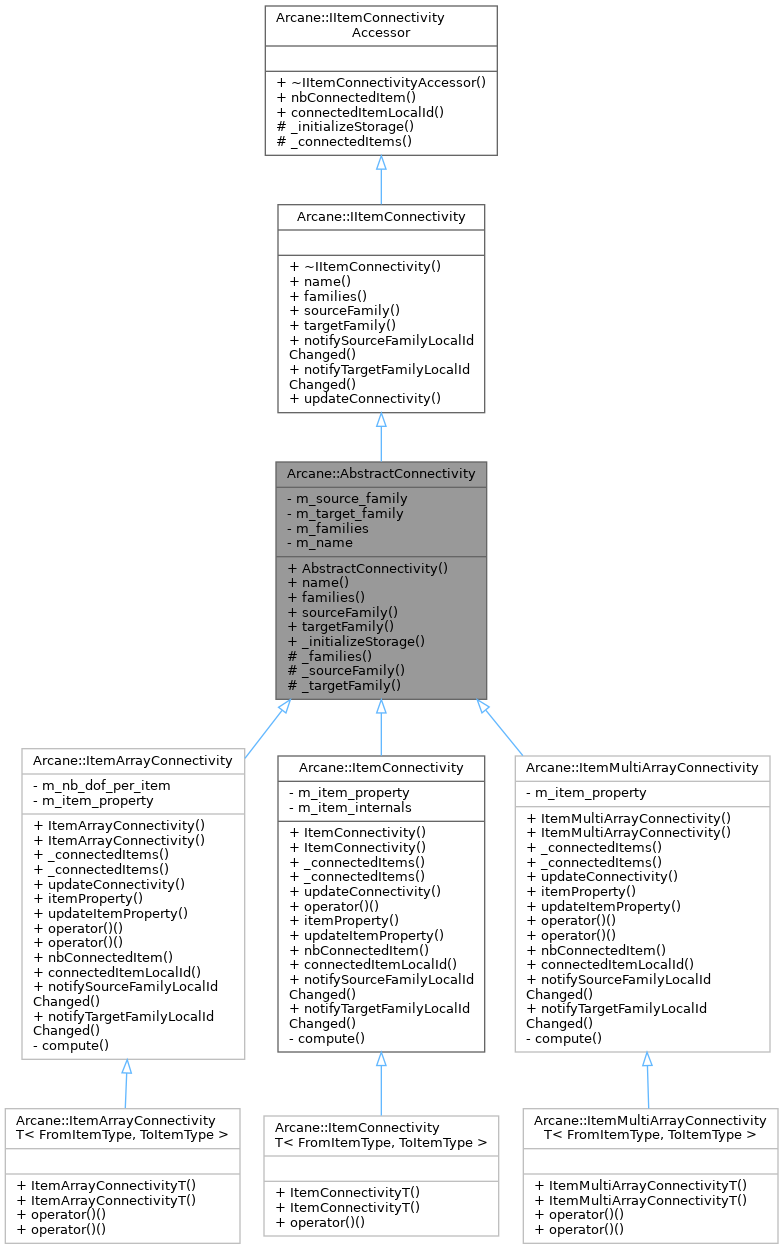 Arcane::IItemConnectivity
Accessor
+ ~IItemConnectivityAccessor()
+ nbConnectedItem()
+ connectedItemLocalId()
# _initializeStorage()
# _connectedItems()
Arcane::IItemConnectivity
+ ~IItemConnectivity()
+ name()
+ families()
+ sourceFamily()
+ targetFamily()
+ notifySourceFamilyLocalId
Changed()
+ notifyTargetFamilyLocalId
Changed()
+ updateConnectivity()
Arcane::AbstractConnectivity
- m_source_family
- m_target_family
- m_families
- m_name
+ AbstractConnectivity()
+ name()
+ families()
+ sourceFamily()
+ targetFamily()
+ _initializeStorage()
# _families()
# _sourceFamily()
# _targetFamily()
Arcane::ItemArrayConnectivity
- m_nb_dof_per_item
- m_item_property
+ ItemArrayConnectivity()
+ ItemArrayConnectivity()
+ _connectedItems()
+ _connectedItems()
+ updateConnectivity()
+ itemProperty()
+ updateItemProperty()
+ operator()()
+ operator()()
+ nbConnectedItem()
+ connectedItemLocalId()
+ notifySourceFamilyLocalId
Changed()
+ notifyTargetFamilyLocalId
Changed()
- compute()
Arcane::ItemConnectivity
- m_item_property
- m_item_internals
+ ItemConnectivity()
+ ItemConnectivity()
+ _connectedItems()
+ _connectedItems()
+ updateConnectivity()
+ operator()()
+ itemProperty()
+ updateItemProperty()
+ nbConnectedItem()
+ connectedItemLocalId()
+ notifySourceFamilyLocalId
Changed()
+ notifyTargetFamilyLocalId
Changed()
- compute()
Arcane::ItemMultiArrayConnectivity
- m_item_property
+ ItemMultiArrayConnectivity()
+ ItemMultiArrayConnectivity()
+ _connectedItems()
+ _connectedItems()
+ updateConnectivity()
+ itemProperty()
+ updateItemProperty()
+ operator()()
+ operator()()
+ nbConnectedItem()
+ connectedItemLocalId()
+ notifySourceFamilyLocalId
Changed()
+ notifyTargetFamilyLocalId
Changed()
- compute()
Arcane::ItemArrayConnectivity
T< FromItemType, ToItemType >
+ ItemArrayConnectivityT()
+ ItemArrayConnectivityT()
+ operator()()
+ operator()()
Arcane::ItemConnectivity
T< FromItemType, ToItemType >
+ ItemConnectivityT()
+ ItemConnectivityT()
+ operator()()
Arcane::ItemMultiArrayConnectivity
T< FromItemType, ToItemType >
+ ItemMultiArrayConnectivityT()
+ ItemMultiArrayConnectivityT()
+ operator()()
+ operator()()